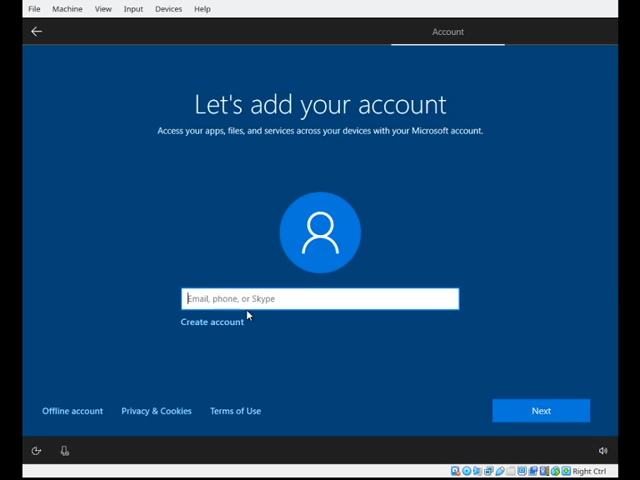 File Machine View Input Devices Help
Account
Let's add your account
Access your apps, files, and services across your devices with your Microsoft account.
Email, phone, or Skype
Create account
Offline account Privacy & Cookies Terms of Use Next
Right Ctrl